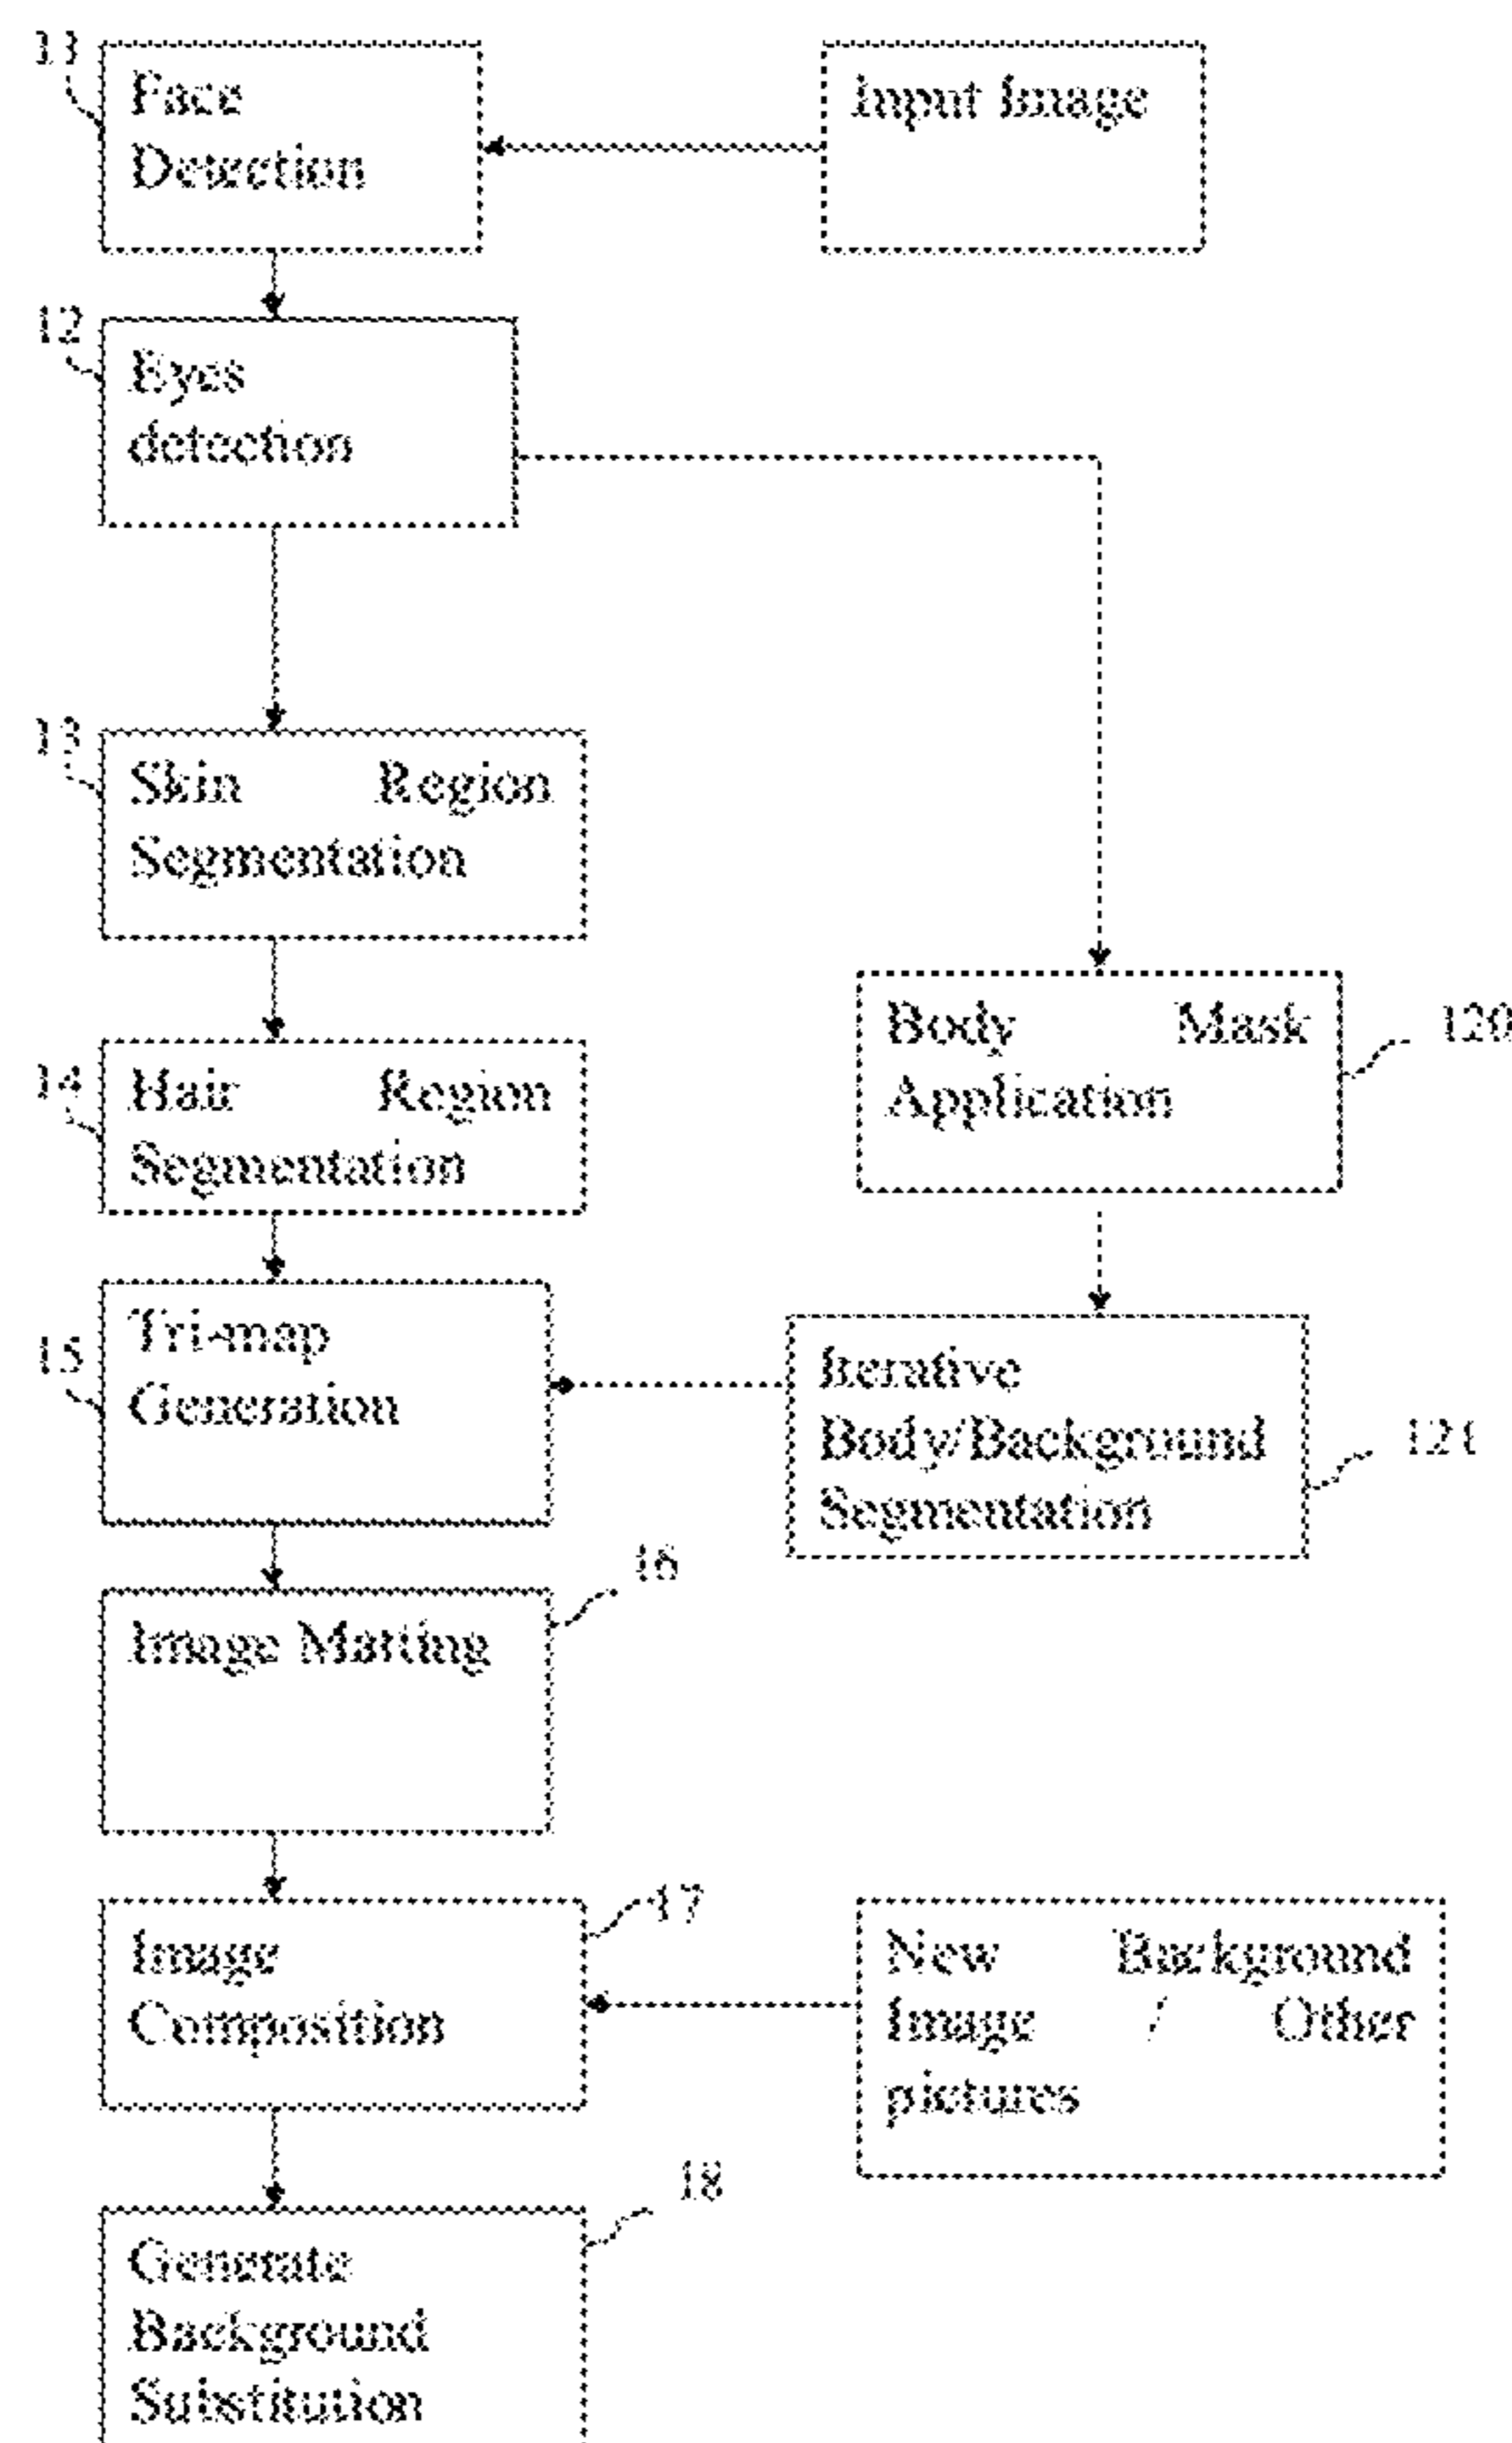 11
Face
Detection
Input Image
12
Eyes
detection
13
Skin Region
Segmentation
14
Hair Region
Segmentation
Body Mask
Application
120
15
Tri-map
Generation
Iterative
Body/Background
Segmentation
121
16
Image Matting
17
Image
Composition
New Background
Image / Other
pictures
18
Generate
Background
Substitution